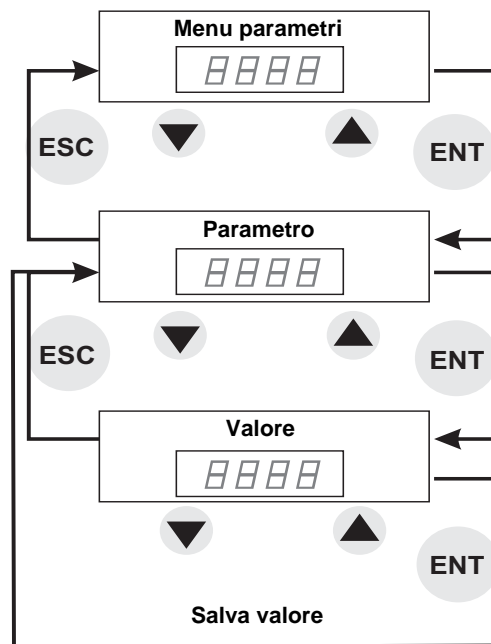 Menu parametri
8888
ESC
ENT
Parametro
8888
ESC
ENT
Valore
8888
ENT
Salva valore